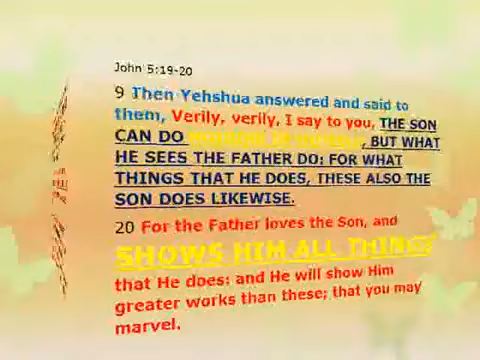 John 5:19-20
9 Then Yehshua answered and said to
them, Verily, verily, I say to you, THE SON
CAN DO NOTHING OF HIMSELF, BUT WHAT
HE SEES THE FATHER DO: FOR WHAT
THINGS THAT HE DOES, THESE ALSO THE
SON DOES LIKEWISE.
20 For the Father loves the Son, and
SHOWS HIM ALL THINGS
that He does: and He will show Him
greater works than these; that you may
marvel.